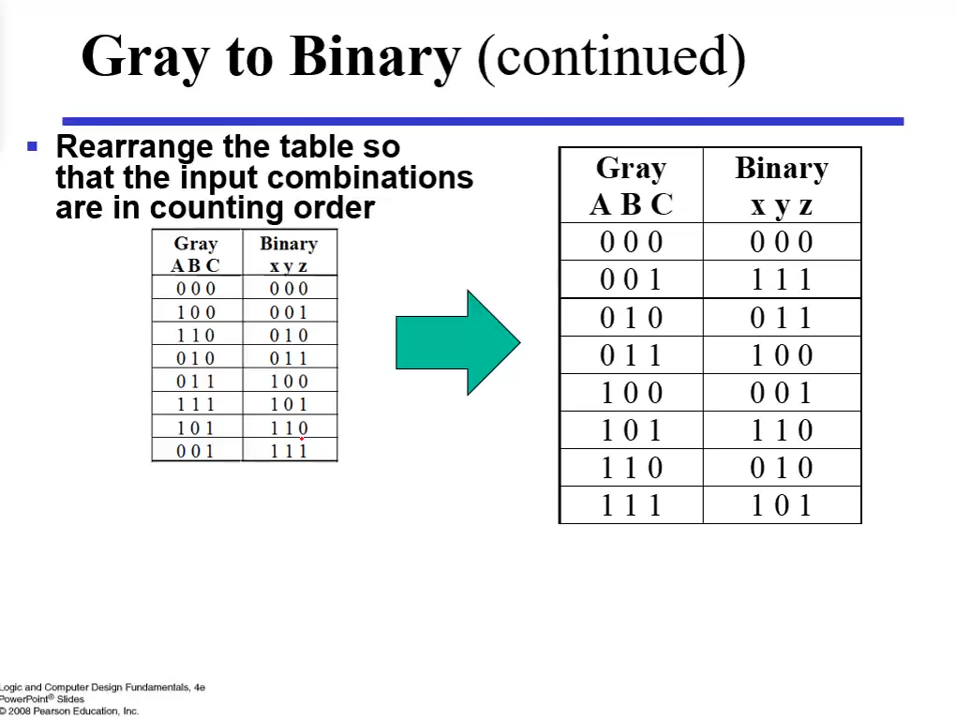 Gray to Binary (continued)
Rearrange the table so
that the input combinations
are in counting order
Gray Binary
A B C x y z
0 0 0 0 0 0
1 0 0 0 0 1
1 1 0 0 1 0
0 1 0 0 1 1
0 1 1 1 0 0
1 1 1 1 0 1
1 0 1 1 1 0
0 0 1 1 1 1
Gray Binary
A B C x y z
0 0 0 0 0 0
0 0 1 1 1 1
0 1 0 0 1 1
0 1 1 1 0 0
1 0 0 0 0 1
1 0 1 1 1 0
1 1 0 0 1 0
1 1 1 1 0 1
Logic and Computer Design Fundamentals, 4e
PowerPoint® Slides
© 2008 Pearson Education, Inc.